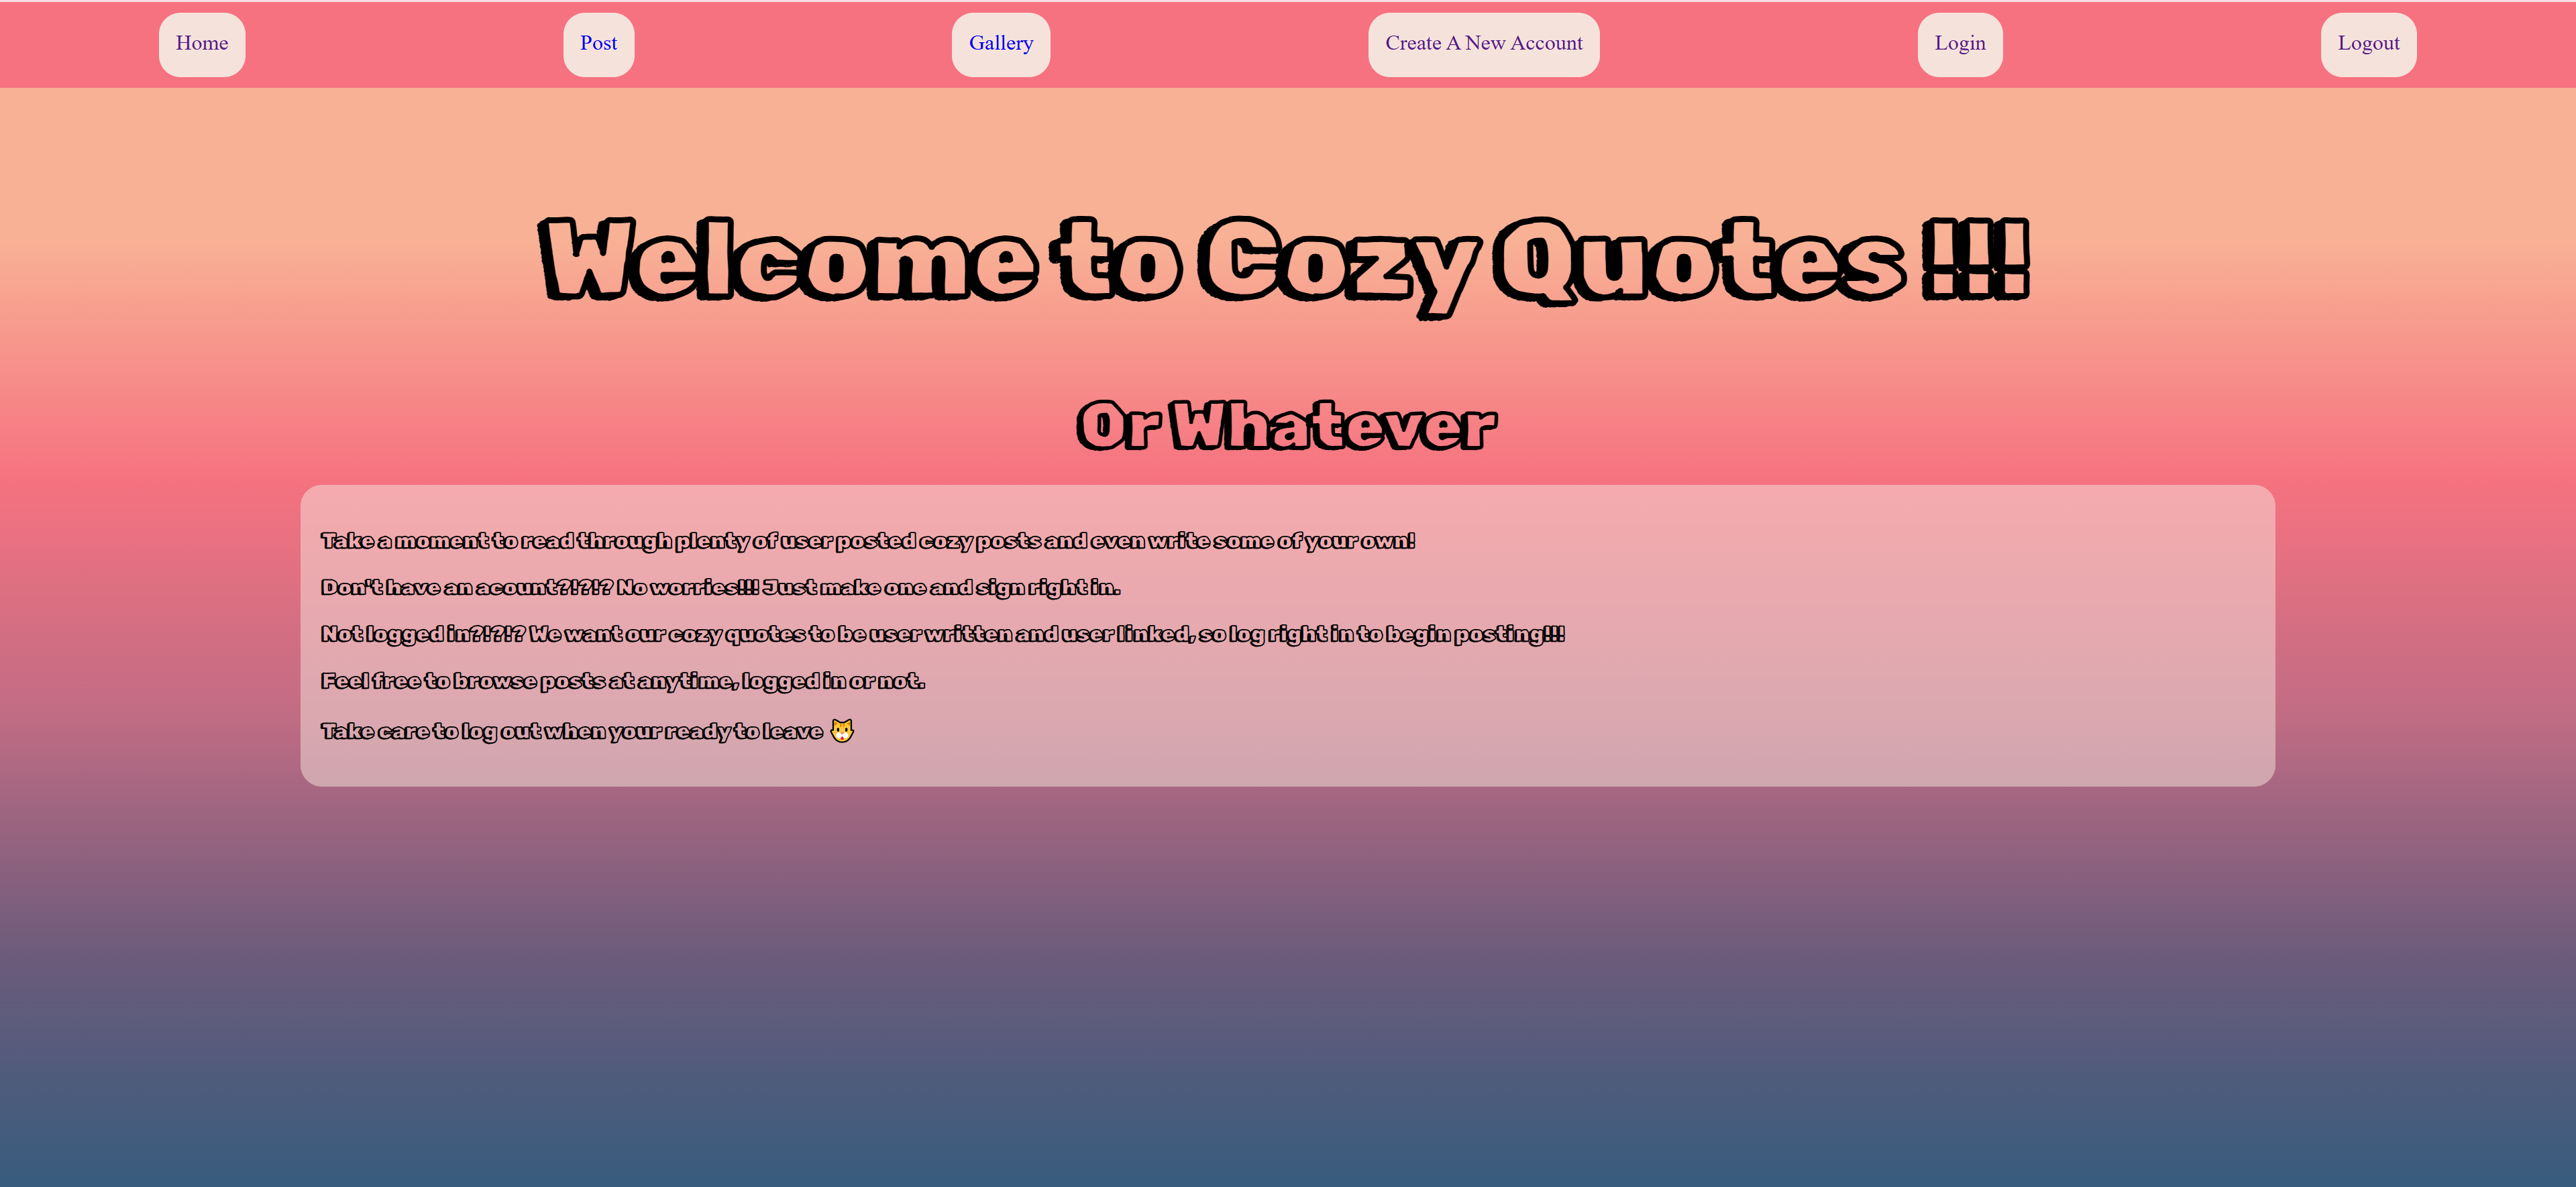 Home Post Gallery Create A New Account Login Logout
Welcome to Cozy Quotes !!!
Or Whatever
Take a moment to read through plenty of user posted cozy posts and even write some of your own!
Don't have an acount?!?!? No worries!!! Just make one and sign right in.
Not logged in?!?!? We want our cozy quotes to be user written and user linked, so log right in to begin posting!!!
Feel free to browse posts at anytime, logged in or not.
Take care to log out when your ready to leave 🐱